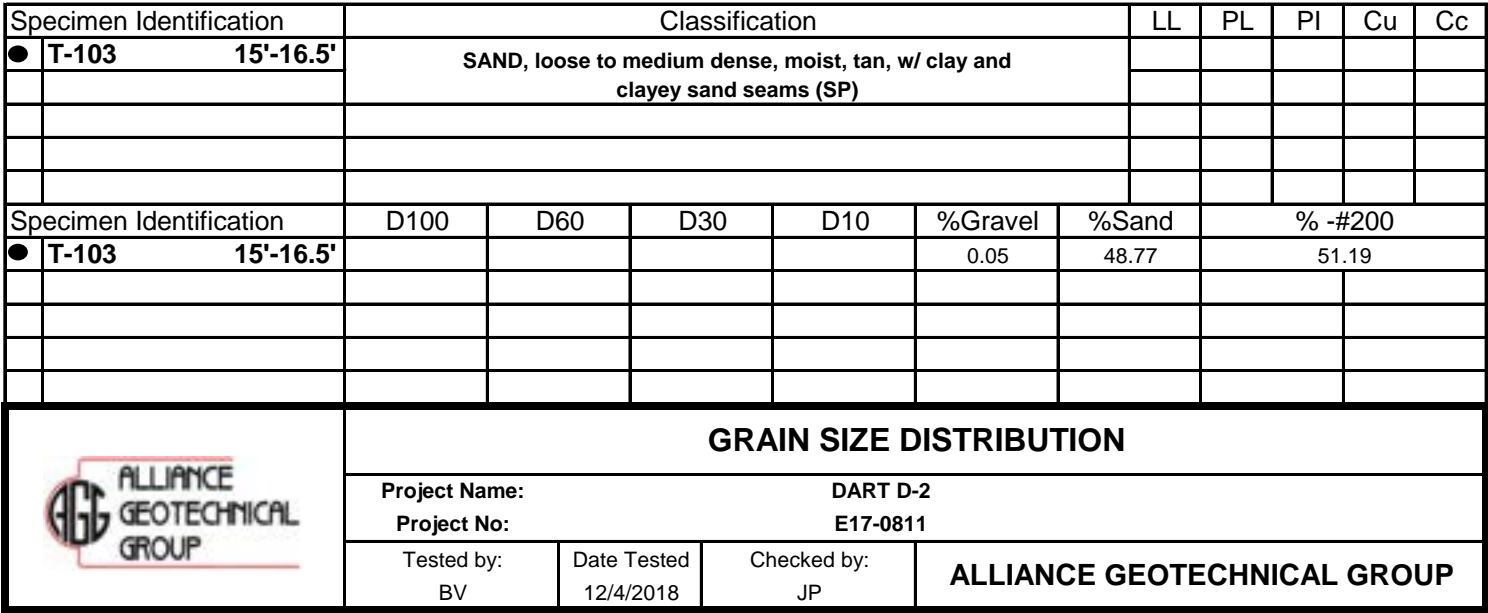 Specimen Identification Classification LL PL PI Cu Cc
T-103 15'-16.5' SAND, loose to medium dense, moist, tan, w/ clay and
clayey sand seams (SP)
Specimen Identification D100 D60 D30 D10 %Gravel %Sand % -#200
T-103 15'-16.5' 0.05 48.77 51.19
GRAIN SIZE DISTRIBUTION
AGG ALLIANCE
GEOTECHNICAL
GROUP
Project Name: DART D-2
Project No: E17-0811
Tested by: Date Tested Checked by:
BV 12/4/2018 JP
ALLIANCE GEOTECHNICAL GROUP